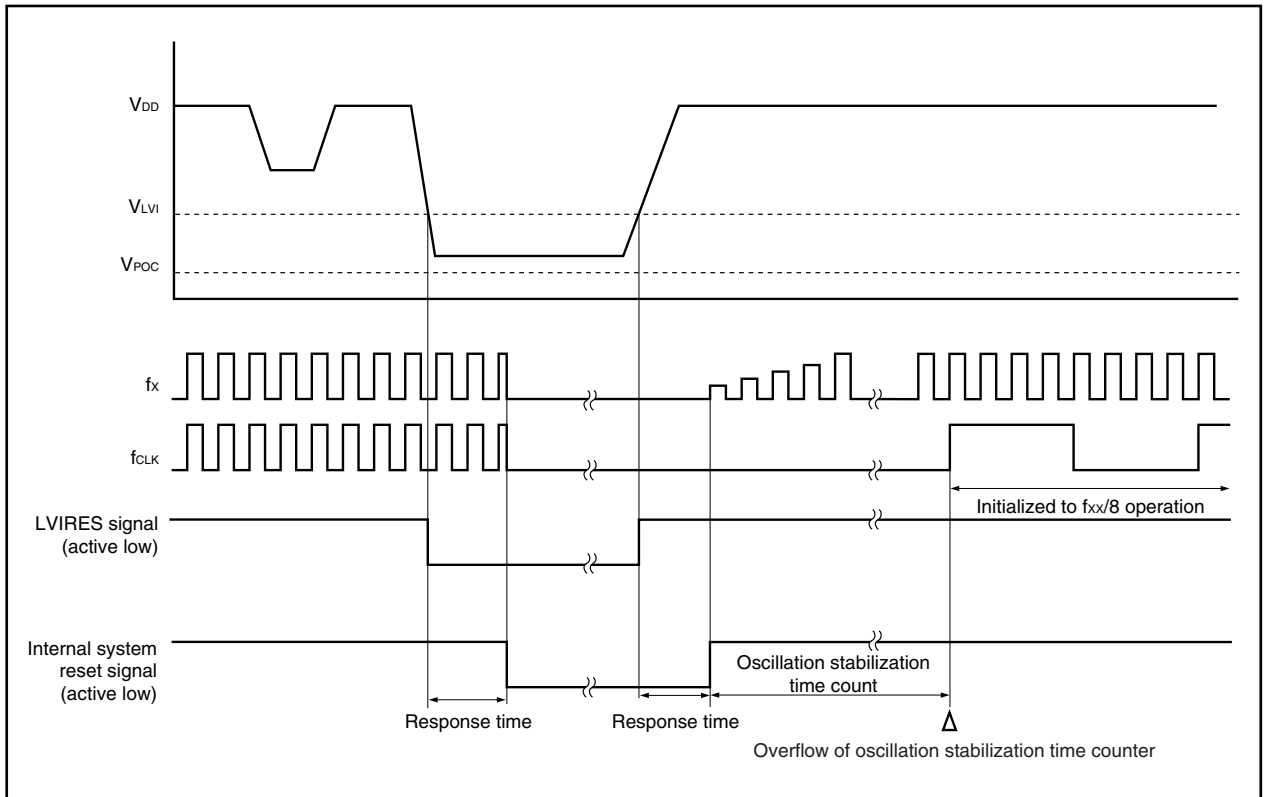 VDD
VLVI
VPOC
fX
fCLK
Initialized to fXX/8 operation
LVIRES signal
(active low)
Internal system
reset signal
(active low)
Oscillation stabilization
time count
Response time
Response time
Overflow of oscillation stabilization time counter